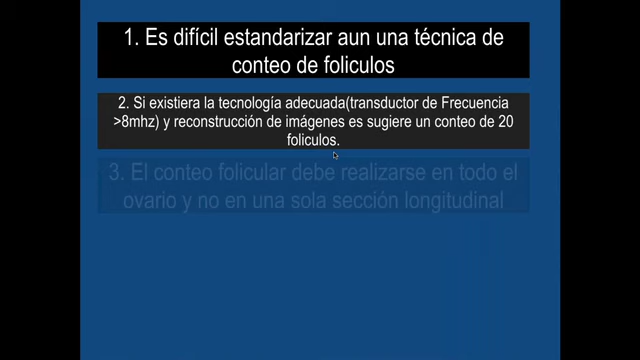 1. Es difícil estandarizar aun una técnica de
conteo de foliculos
2. Si existiera la tecnología adecuada(transductor de Frecuencia
>8mhz) y reconstrucción de imágenes es sugiere un conteo de 20
foliculos.
3. El conteo folicular debe realizarse en todo el
ovario y no en una sola sección longitudinal